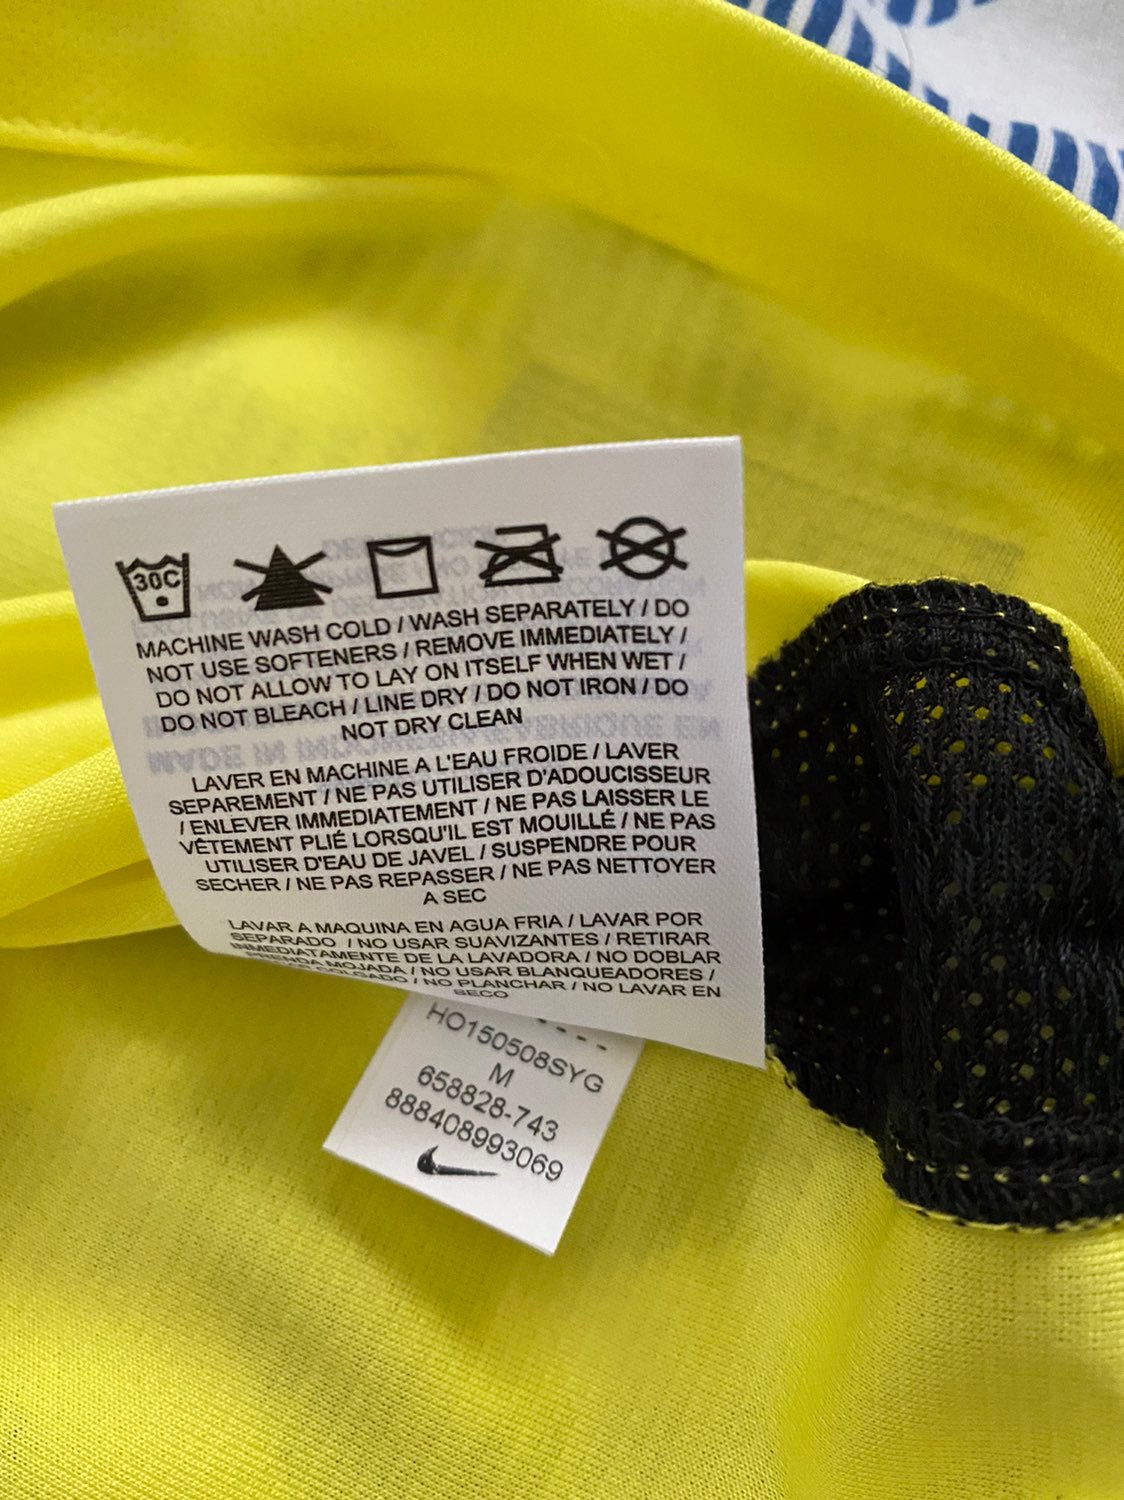 30C
MACHINE WASH COLD / WASH SEPARATELY / DO
NOT USE SOFTENERS / REMOVE IMMEDIATELY /
DO NOT ALLOW TO LAY ON ITSELF WHEN WET /
DO NOT BLEACH / LINE DRY / DO NOT IRON / DO
NOT DRY CLEAN
LAVER EN MACHINE A L'EAU FROIDE / LAVER
SEPAREMENT / NE PAS UTILISER D'ADOUCISSEUR
/ ENLEVER IMMEDIATEMENT / NE PAS LAISSER LE
VÊTEMENT PLIÉ LORSQU'IL EST MOUILLÉ / NE PAS
UTILISER D'EAU DE JAVEL / SUSPENDRE POUR
SECHER / NE PAS REPASSER / NE PAS NETTOYER
A SEC
LAVAR A MAQUINA EN AGUA FRIA / LAVAR POR
SEPARADO / NO USAR SUAVIZANTES / RETIRAR
INMEDIATAMENTE DE LA LAVADORA / NO DOBLAR
PRENDA MOJADA / NO USAR BLANQUEADORES /
COLGADO / NO PLANCHAR / NO LAVAR EN
SECO
HO150508SYG
M
658828-743
888408993069